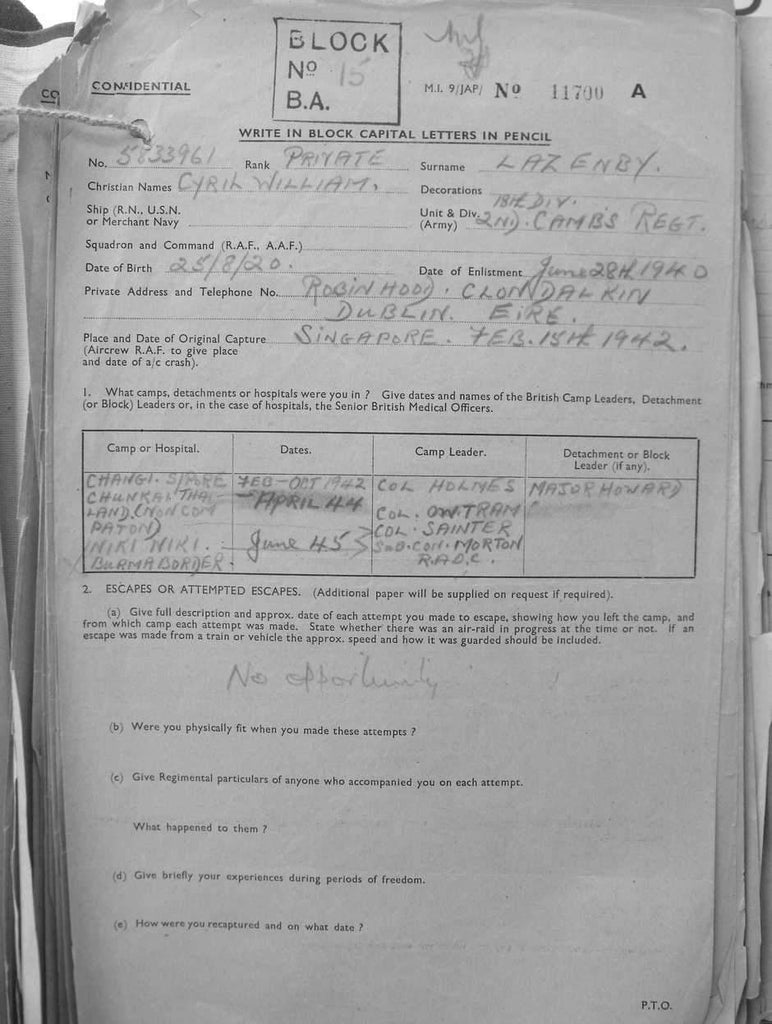 CONFIDENTIAL
BLOCK
Nº 15
B.A.
M.I. 9/JAP/ Nº 11700 A
WRITE IN BLOCK CAPITAL LETTERS IN PENCIL
No. 5833961 Rank PRIVATE Surname LAZENBY.
Christian Names CYRIL WILLIAM, Decorations
Ship (R.N., U.S.N.
or Merchant Navy
18th DIV.
Unit & Div. 2ND. CAMBS REGT.
(Army)
Squadron and Command (R.A.F., A.A.F.)
Date of Birth 25/8/20. Date of Enlistment June 28th 1940
Private Address and Telephone No. ROBIN HOOD. CLONDALKIN
DUBLIN. EIRE.
Place and Date of Original Capture SINGAPORE. FEB. 15th 1942.
(Aircrew R.A.F. to give place
and date of a/c crash).
1. What camps, detachments or hospitals were you in ? Give dates and names of the British Camp Leaders, Detachment
(or Block) Leaders or, in the case of hospitals, the Senior British Medical Officers.
Camp or Hospital. Dates. Camp Leader. Detachment or Block
Leader (if any).
CHANGI. S/PORE FEB-OCT 1942 COL HOLMES MAJOR HOWARD
CHUNKAL THAI- - APRIL 44
LAND. (NON COM COL. OWTRAM
PATON) COL. SAINTER
NIKI NIKI. - June 45 SUB. CON. MORTON
BURMA BORDER. R.A.O.C.
2. ESCAPES OR ATTEMPTED ESCAPES. (Additional paper will be supplied on request if required).
(a) Give full description and approx. date of each attempt you made to escape, showing how you left the camp, and
from which camp each attempt was made. State whether there was an air-raid in progress at the time or not. If an
escape was made from a train or vehicle the approx. speed and how it was guarded should be included.
No opportunity
(b) Were you physically fit when you made these attempts ?
(c) Give Regimental particulars of anyone who accompanied you on each attempt.
What happened to them ?
(d) Give briefly your experiences during periods of freedom.
(e) How were you recaptured and on what date ?
P.T.O.